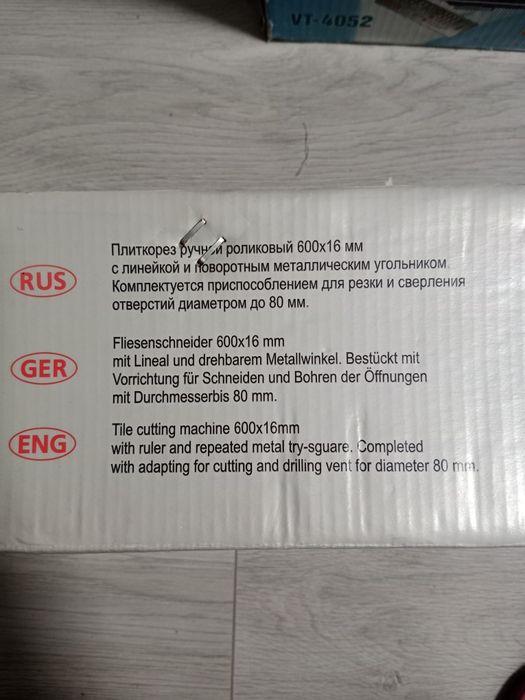 VT-4052
RUS
Плиткорез ручной роликовый 600x16 мм
с линейкой и поворотным металлическим угольником.
Комплектуется приспособлением для резки и сверления
отверстий диаметром до 80 мм.
GER
Fliesenschneider 600x16 mm
mit Lineal und drehbarem Metallwinkel. Bestückt mit
Vorrichtung für Schneiden und Bohren der Öffnungen
mit Durchmesserbis 80 mm.
ENG
Tile cutting machine 600x16mm
with ruler and repeated metal try-sguare. Completed
with adapting for cutting and drilling vent for diameter 80 mm.